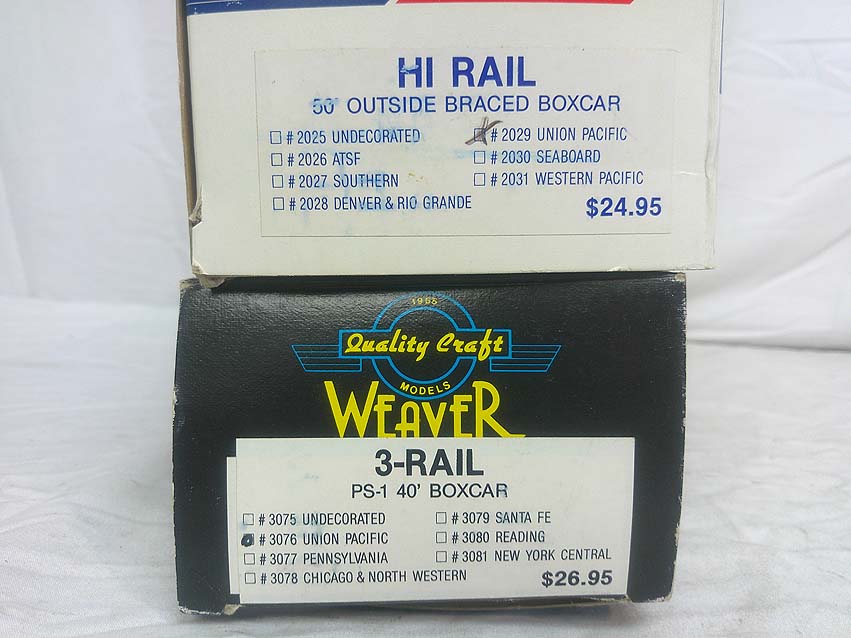 HI RAIL
50' OUTSIDE BRACED BOXCAR
# 2025 UNDECORATED
# 2026 ATSF
# 2027 SOUTHERN
# 2028 DENVER & RIO GRANDE
# 2029 UNION PACIFIC
# 2030 SEABOARD
# 2031 WESTERN PACIFIC
$24.95
1965
Quality Craft
MODELS
WEAVER
3-RAIL
PS-1 40' BOXCAR
# 3075 UNDECORATED
# 3076 UNION PACIFIC
# 3077 PENNSYLVANIA
# 3078 CHICAGO & NORTH WESTERN
# 3079 SANTA FE
# 3080 READING
# 3081 NEW YORK CENTRAL
$26.95